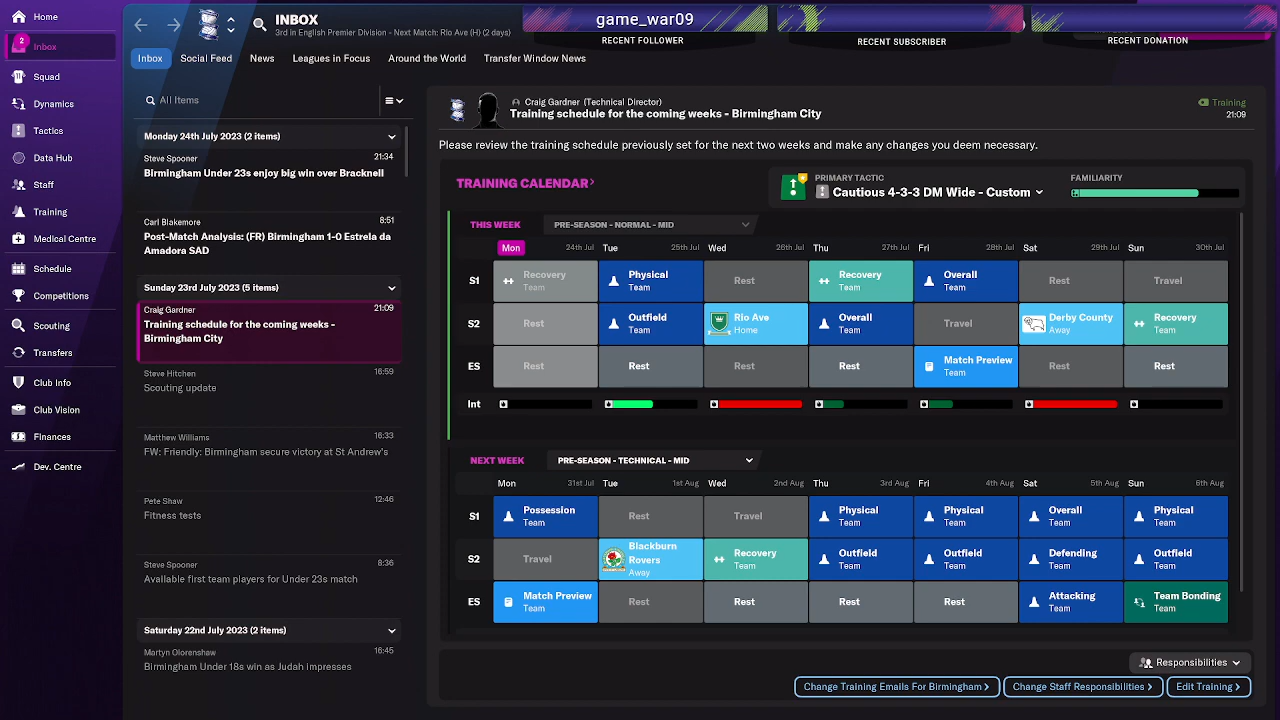 Home
2
Inbox
Squad
Dynamics
Tactics
Data Hub
Staff
Training
Medical Centre
Schedule
Competitions
Scouting
Transfers
Club Info
Club Vision
Finances
Dev. Centre
INBOX
3rd in English Premier Division - Next Match: Rio Ave (H) (2 days)
game_war09
RECENT FOLLOWER
RECENT SUBSCRIBER
RECENT DONATION
Inbox Social Feed News Leagues in Focus Around the World Transfer Window News
All Items
Monday 24th July 2023 (2 items)
Steve Spooner 21:34
Birmingham Under 23s enjoy big win over Bracknell
Carl Blakemore 8:51
Post-Match Analysis: (FR) Birmingham 1-0 Estrela da
Amadora SAD
Sunday 23rd July 2023 (5 items)
Craig Gardner 21:09
Training schedule for the coming weeks -
Birmingham City
Steve Hitchen 16:59
Scouting update
Matthew Williams 16:33
FW: Friendly: Birmingham secure victory at St Andrew's
Pete Shaw 12:46
Fitness tests
Steve Spooner 8:36
Available first team players for Under 23s match
Saturday 22nd July 2023 (2 items)
Martyn Olorenshaw 16:45
Birmingham Under 18s win as Judah impresses
Craig Gardner (Technical Director) Training
Training schedule for the coming weeks - Birmingham City 21:09
Please review the training schedule previously set for the next two weeks and make any changes you deem necessary.
TRAINING CALENDAR
PRIMARY TACTIC FAMILIARITY
Cautious 4-3-3 DM Wide - Custom
THIS WEEK PRE-SEASON - NORMAL - MID
Mon 24th Jul Tue 25th Jul Wed 26th Jul Thu 27th Jul Fri 28th Jul Sat 29th Jul Sun 30th Jul
S1 Recovery Team Physical Team Rest Recovery Team Overall Team Rest Travel
S2 Rest Outfield Team Rio Ave Home Overall Team Travel Derby County Away Recovery Team
ES Rest Rest Rest Rest Match Preview Team Rest Rest
Int
NEXT WEEK PRE-SEASON - TECHNICAL - MID
Mon 31st Jul Tue 1st Aug Wed 2nd Aug Thu 3rd Aug Fri 4th Aug Sat 5th Aug Sun 6th Aug
S1 Possession Team Rest Travel Physical Team Physical Team Overall Team Physical Team
S2 Travel Blackburn Rovers Away Recovery Team Outfield Team Outfield Team Defending Team Outfield Team
ES Match Preview Team Rest Rest Rest Rest Attacking Team Team Bonding Team
Responsibilities
Change Training Emails For Birmingham Change Staff Responsibilities Edit Training